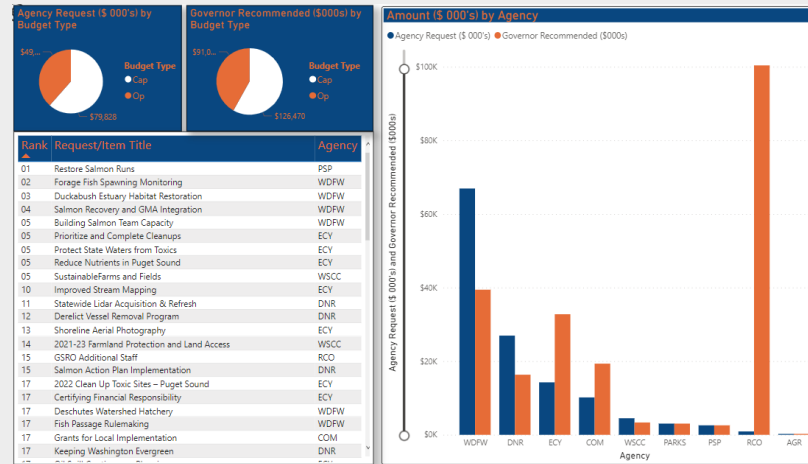 Agency Request ($ 000's) by
Budget Type
$49,...
Budget Type
Cap
Op
$79,828
Governor Recommended ($000s) by
Budget Type
$91,0...
Budget Type
Cap
Op
$126,470
Rank Request/Item Title Agency
01 Restore Salmon Runs PSP
02 Forage Fish Spawning Monitoring WDFW
03 Duckabush Estuary Habitat Restoration WDFW
04 Salmon Recovery and GMA Integration WDFW
05 Building Salmon Team Capacity WDFW
05 Prioritize and Complete Cleanups ECY
05 Protect State Waters from Toxics ECY
05 Reduce Nutrients in Puget Sound ECY
05 SustainableFarms and Fields WSCC
10 Improved Stream Mapping ECY
11 Statewide Lidar Acquisition & Refresh DNR
12 Derelict Vessel Removal Program DNR
13 Shoreline Aerial Photography ECY
14 2021-23 Farmland Protection and Land Access WSCC
15 GSRO Additional Staff RCO
15 Salmon Action Plan Implementation DNR
17 2022 Clean Up Toxic Sites – Puget Sound ECY
17 Certifying Financial Responsibility ECY
17 Deschutes Watershed Hatchery WDFW
17 Fish Passage Rulemaking WDFW
17 Grants for Local Implementation COM
17 Keeping Washington Evergreen DNR
Amount ($ 000's) by Agency
Agency Request ($ 000's) Governor Recommended ($000s)
Agency Request ($ 000's) and Governor Recommended ($000s)
$100K
$80K
$60K
$40K
$20K
$0K
WDFW DNR ECY COM WSCC PARKS PSP RCO AGR
Agency